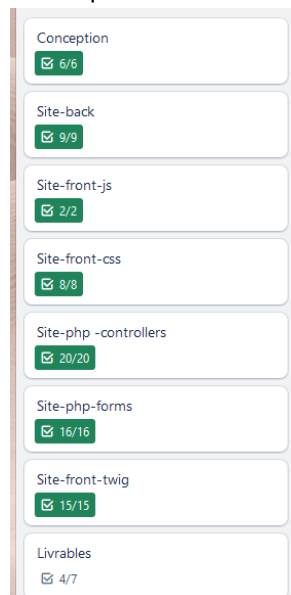 Conception
6/6
Site-back
9/9
Site-front-js
2/2
Site-front-css
8/8
Site-php -controllers
20/20
Site-php-forms
16/16
Site-front-twig
15/15
Livrables
4/7